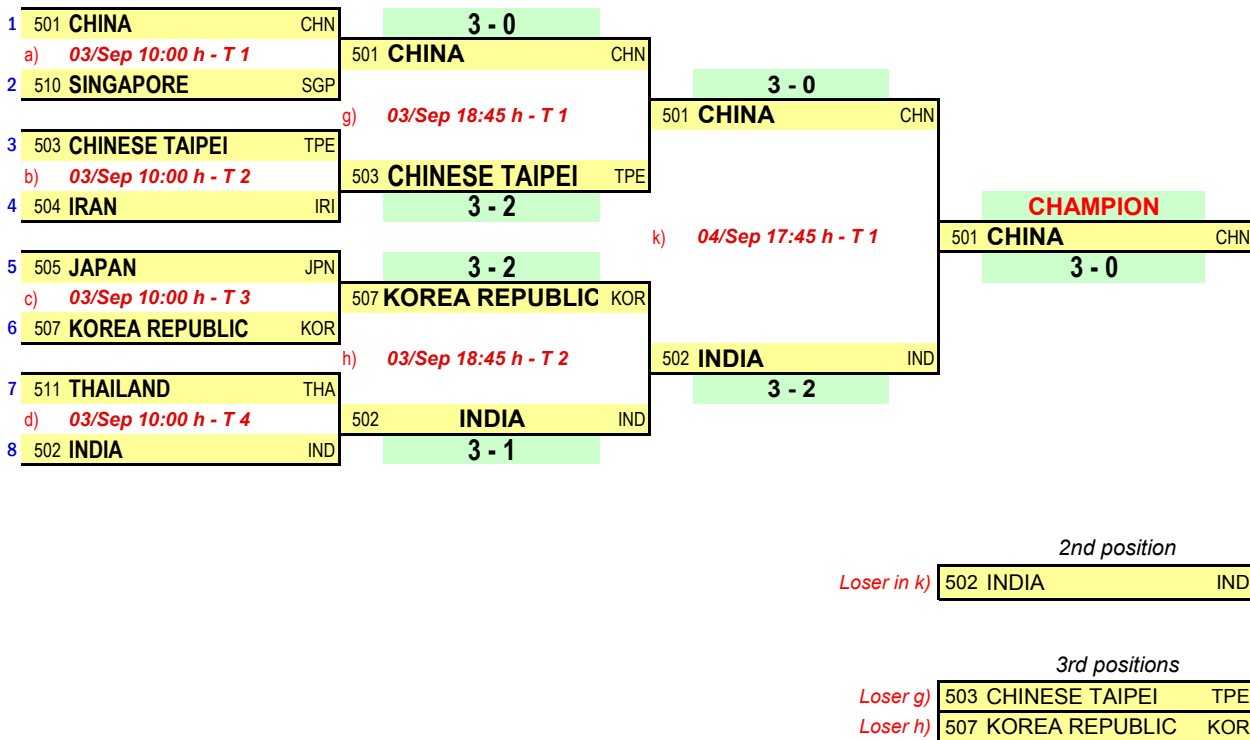 1 501 CHINA CHN 3 - 0
a) 03/Sep 10:00 h - T 1 501 CHINA CHN
2 510 SINGAPORE SGP 3 - 0
g) 03/Sep 18:45 h - T 1 501 CHINA CHN
3 503 CHINESE TAIPEI TPE
b) 03/Sep 10:00 h - T 2 503 CHINESE TAIPEI TPE
4 504 IRAN IRI 3 - 2 CHAMPION
k) 04/Sep 17:45 h - T 1 501 CHINA CHN
5 505 JAPAN JPN 3 - 2 3 - 0
c) 03/Sep 10:00 h - T 3 507 KOREA REPUBLIC KOR
6 507 KOREA REPUBLIC KOR
h) 03/Sep 18:45 h - T 2 502 INDIA IND
7 511 THAILAND THA 3 - 2
d) 03/Sep 10:00 h - T 4 502 INDIA IND
8 502 INDIA IND 3 - 1
2nd position
Loser in k) 502 INDIA IND
3rd positions
Loser g) 503 CHINESE TAIPEI TPE
Loser h) 507 KOREA REPUBLIC KOR